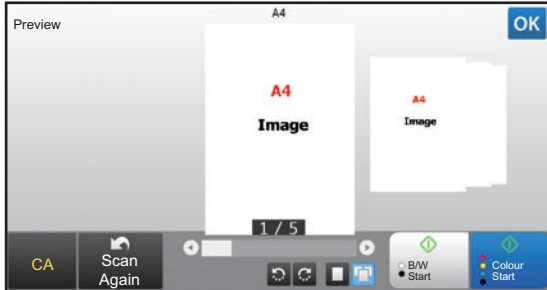 A4
Preview
OK
A4
Image
A4
Image
1 / 5
CA
Scan
Again
B/W
Start
Colour
Start